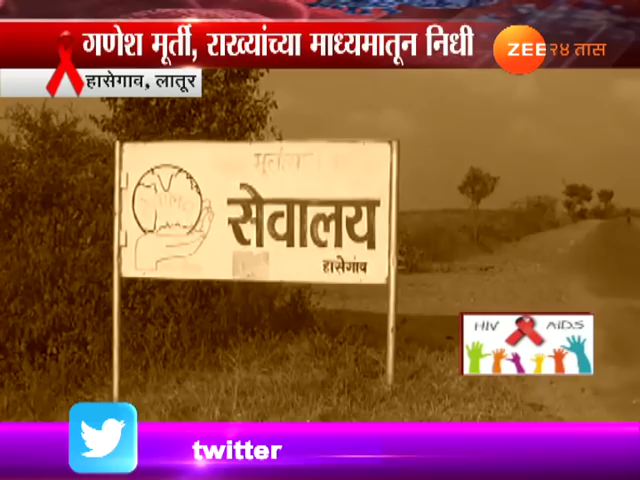 गणेश मूर्ती, राख्यांच्या माध्यमातून निधी
ZEE २४ तास
हासेगाव, लातूर
सेवालय
हासेगांव
HIV AIDS
twitter